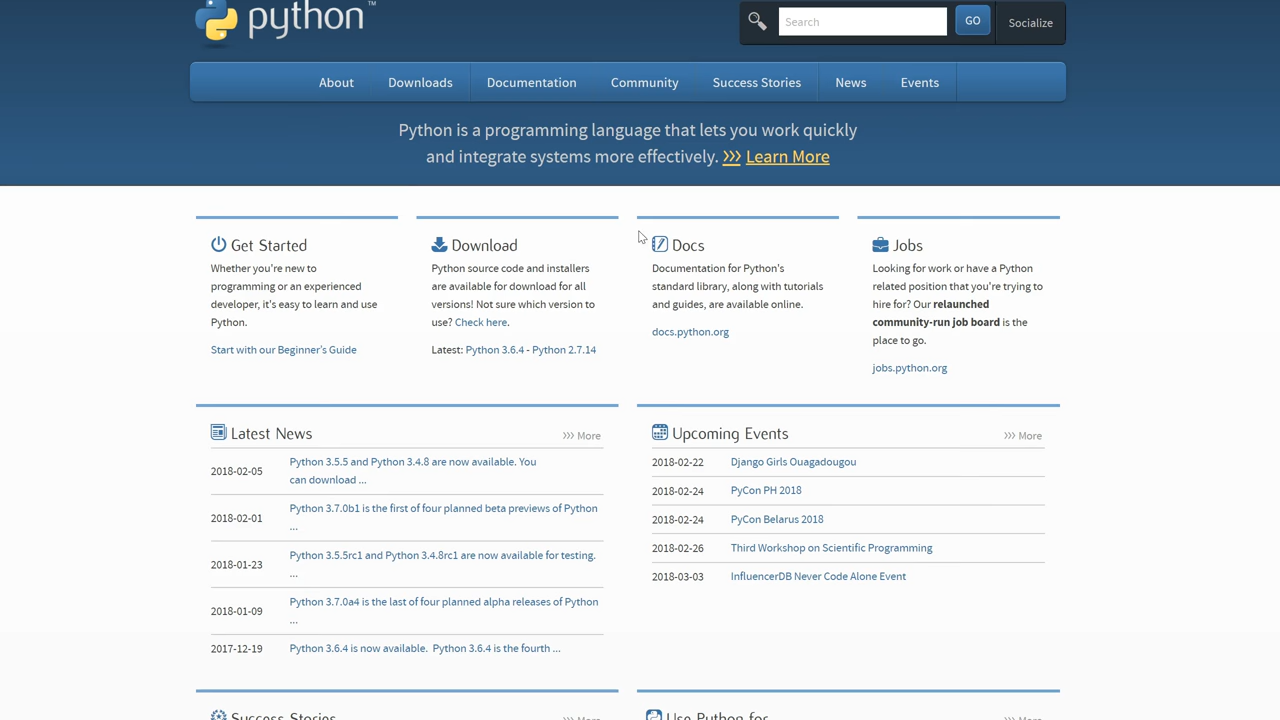 python™
Search
GO
Socialize
About
Downloads
Documentation
Community
Success Stories
News
Events
Python is a programming language that lets you work quickly
and integrate systems more effectively. >>> Learn More
Get Started
Whether you're new to
programming or an experienced
developer, it's easy to learn and use
Python.
Start with our Beginner's Guide
Download
Python source code and installers
are available for download for all
versions! Not sure which version to
use? Check here.
Latest: Python 3.6.4 - Python 2.7.14
Docs
Documentation for Python's
standard library, along with tutorials
and guides, are available online.
docs.python.org
Jobs
Looking for work or have a Python
related position that you're trying to
hire for? Our relaunched
community-run job board is the
place to go.
jobs.python.org
Latest News
>>> More
2018-02-05 Python 3.5.5 and Python 3.4.8 are now available. You
can download ...
2018-02-01 Python 3.7.0b1 is the first of four planned beta previews of Python
...
2018-01-23 Python 3.5.5rc1 and Python 3.4.8rc1 are now available for testing.
...
2018-01-09 Python 3.7.0a4 is the last of four planned alpha releases of Python
...
2017-12-19 Python 3.6.4 is now available. Python 3.6.4 is the fourth ...
Upcoming Events
>>> More
2018-02-22 Django Girls Ouagadougou
2018-02-24 PyCon PH 2018
2018-02-24 PyCon Belarus 2018
2018-02-26 Third Workshop on Scientific Programming
2018-03-03 InfluencerDB Never Code Alone Event
Success Stories
>>> More
Use Python for
>>> More